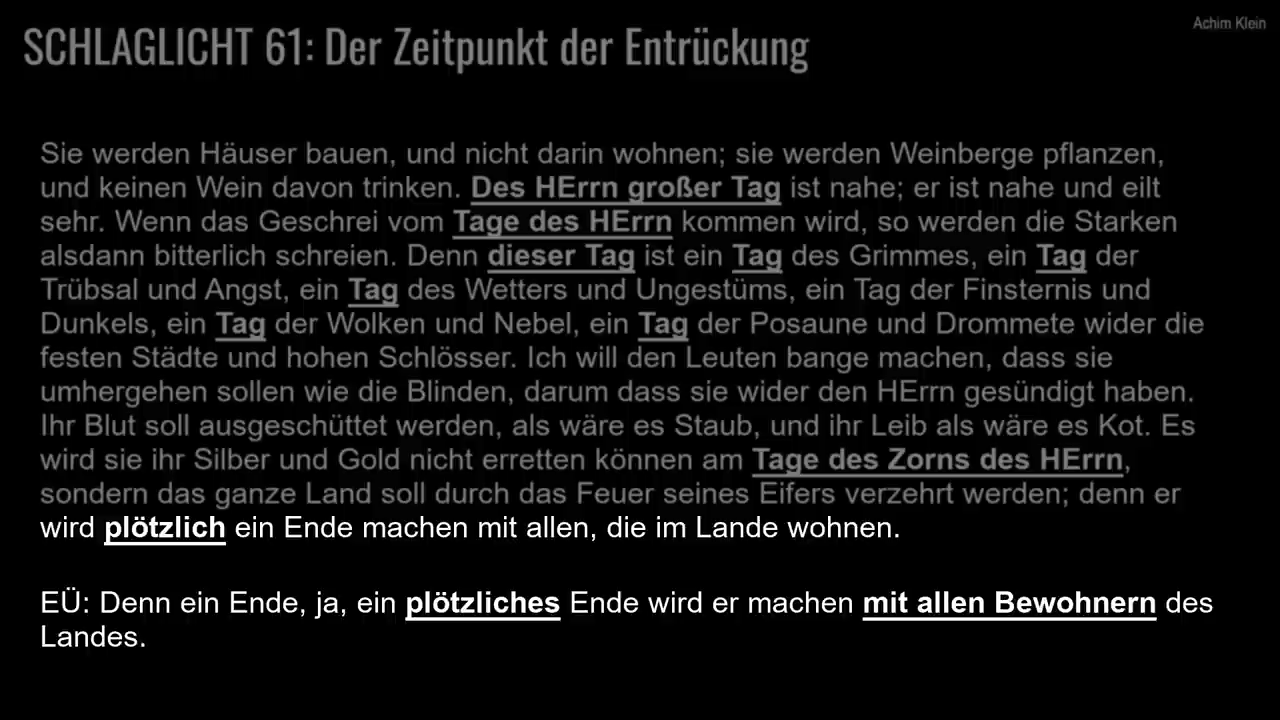 Achim Klein
SCHLAGLICHT 61: Der Zeitpunkt der Entrückung
Sie werden Häuser bauen, und nicht darin wohnen; sie werden Weinberge pflanzen,
und keinen Wein davon trinken. Des HErrn großer Tag ist nahe; er ist nahe und eilt
sehr. Wenn das Geschrei vom Tage des HErrn kommen wird, so werden die Starken
alsdann bitterlich schreien. Denn dieser Tag ist ein Tag des Grimmes, ein Tag der
Trübsal und Angst, ein Tag des Wetters und Ungestüms, ein Tag der Finsternis und
Dunkels, ein Tag der Wolken und Nebel, ein Tag der Posaune und Drommete wider die
festen Städte und hohen Schlösser. Ich will den Leuten bange machen, dass sie
umhergehen sollen wie die Blinden, darum dass sie wider den HErrn gesündigt haben.
Ihr Blut soll ausgeschüttet werden, als wäre es Staub, und ihr Leib als wäre es Kot. Es
wird sie ihr Silber und Gold nicht erretten können am Tage des Zorns des HErrn,
sondern das ganze Land soll durch das Feuer seines Eifers verzehrt werden; denn er
wird plötzlich ein Ende machen mit allen, die im Lande wohnen.
EÜ: Denn ein Ende, ja, ein plötzliches Ende wird er machen mit allen Bewohnern des
Landes.